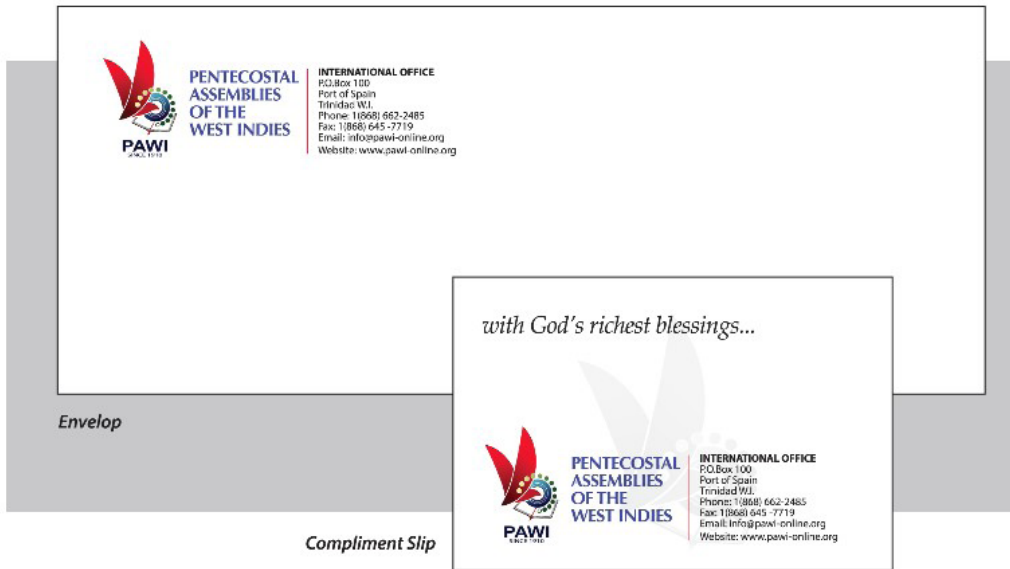 PENTECOSTAL
ASSEMBLIES
OF THE
WEST INDIES
PAWI
SINCE 1910
INTERNATIONAL OFFICE
P.O.Box 100
Port of Spain
Trinidad W.I.
Phone: 1(868) 662-2485
Fax: 1(868) 645 -7719
Email: info@pawi-online.org
Website: www.pawi-online.org
with God's richest blessings...
Envelop
PENTECOSTAL
ASSEMBLIES
OF THE
WEST INDIES
PAWI
SINCE 1910
INTERNATIONAL OFFICE
P.O.Box 100
Port of Spain
Trinidad W.I.
Phone: 1(868) 662-2485
Fax: 1(868) 645 -7719
Email: info@pawi-online.org
Website: www.pawi-online.org
Compliment Slip